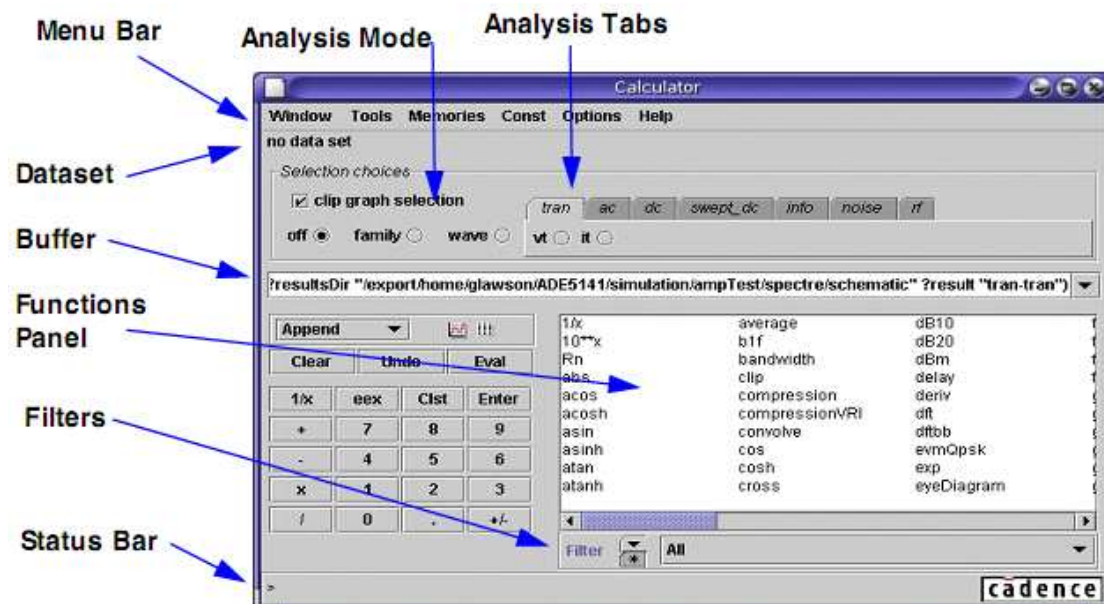 Menu Bar
Analysis Mode
Analysis Tabs
Calculator
Window Tools Memories Const Options Help
no data set
Dataset
Selection choices
clip graph selection
tran ac dc swept_dc info noise rf
off family wave vt it
Buffer
?resultsDir "/export/home/glawson/ADE5141/simulation/ampTest/spectre/schematic" ?result "tran-tran")
Functions
Panel
Append
Clear Undo Eval
1/x eex Clst Enter
+ 7 8 9
- 4 5 6
x 1 2 3
/ 0 . +/-
1/x average dB10
10**x b1f dB20
Rn bandwidth dBm
abs clip delay
acos compression deriv
acosh compressionVRI dft
asin convolve dftbb
asinh cos evmQpsk
atan cosh exp
atanh cross eyeDiagram
Filters
Filter * All
Status Bar
>
cadence